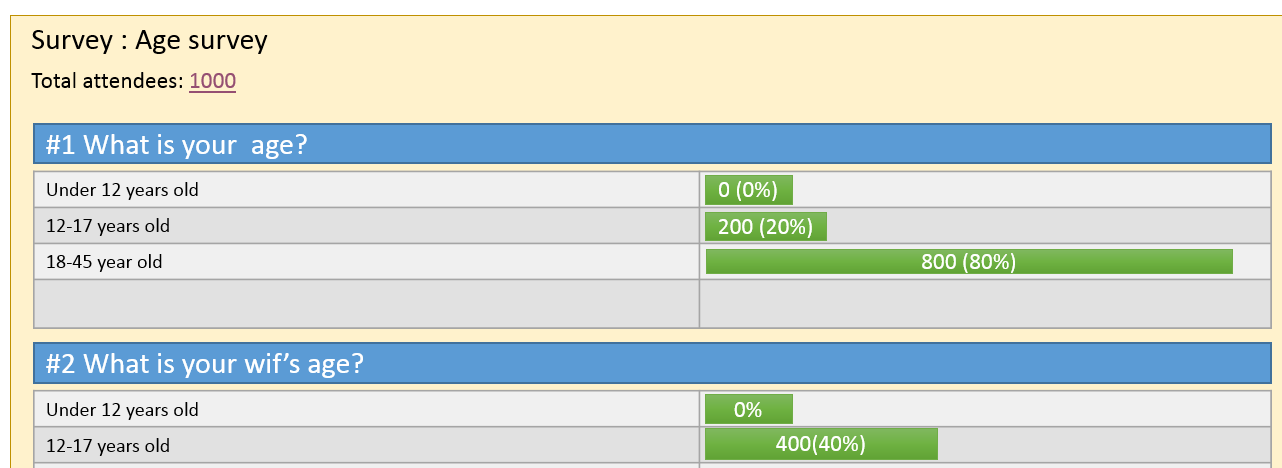 Survey : Age survey
Total attendees: 1000
#1 What is your  age?
Under 12 years old 0 (0%)
12-17 years old 200 (20%)
18-45 year old 800 (80%)
#2 What is your wif’s age?
Under 12 years old 0%
12-17 years old 400(40%)